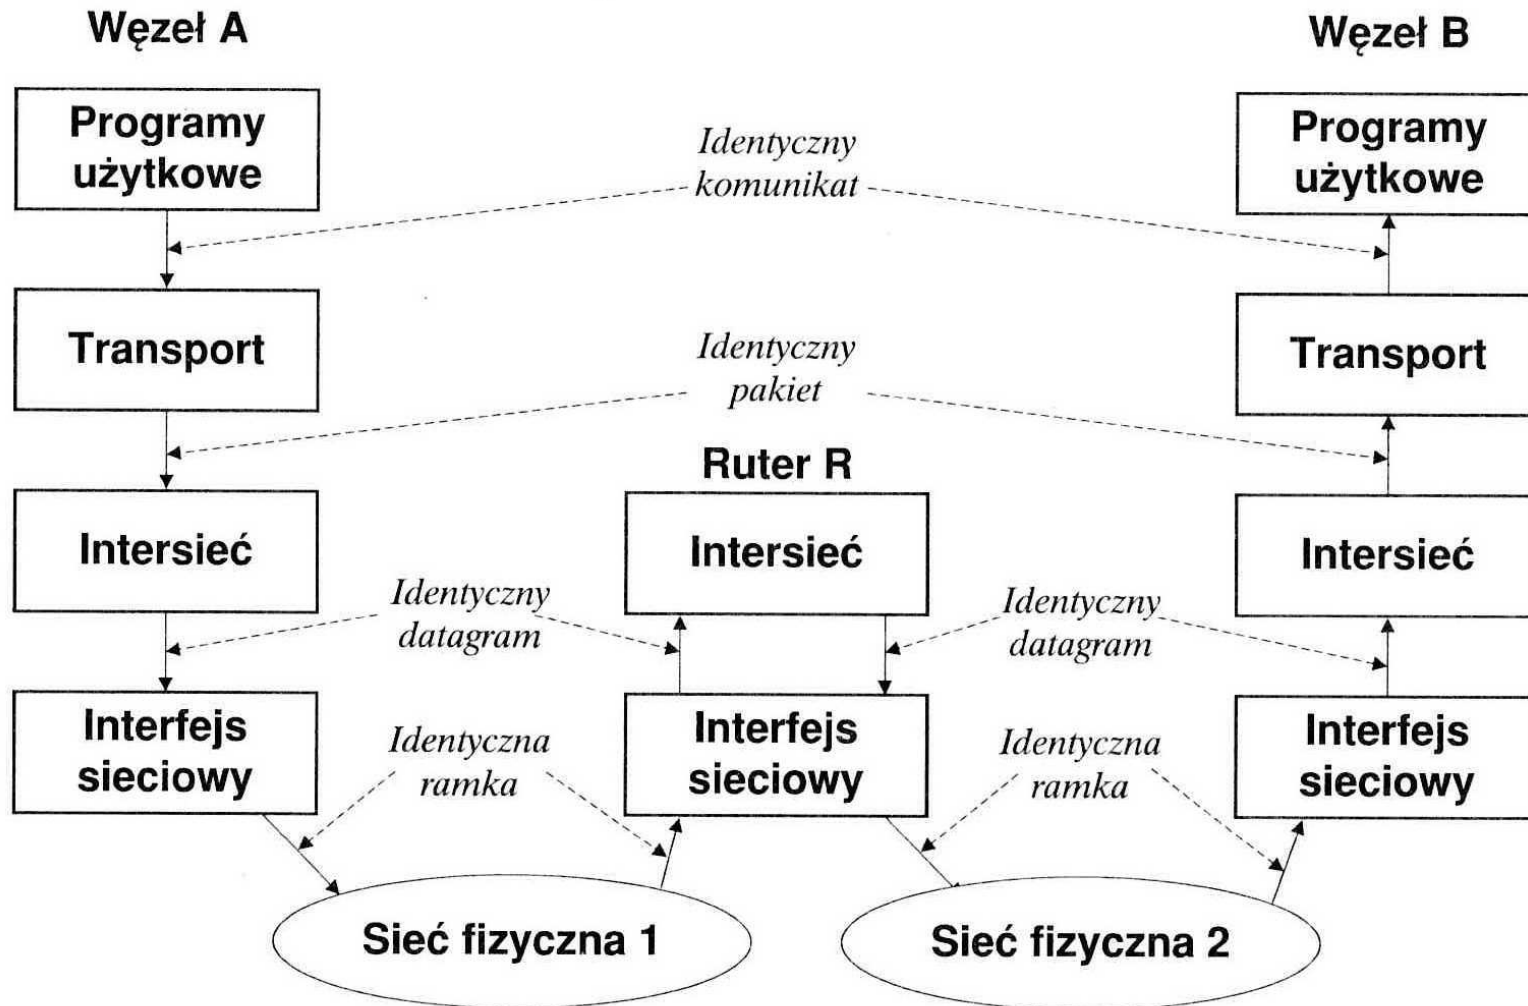 Węzeł A
Węzeł B
Programy
użytkowe
Identyczny
komunikat
Programy
użytkowe
Transport
Identyczny
pakiet
Transport
Ruter R
Intersieć
Intersieć
Intersieć
Identyczny
datagram
Identyczny
datagram
Interfejs
sieciowy
Identyczna
ramka
Interfejs
sieciowy
Identyczna
ramka
Interfejs
sieciowy
Sieć fizyczna 1
Sieć fizyczna 2